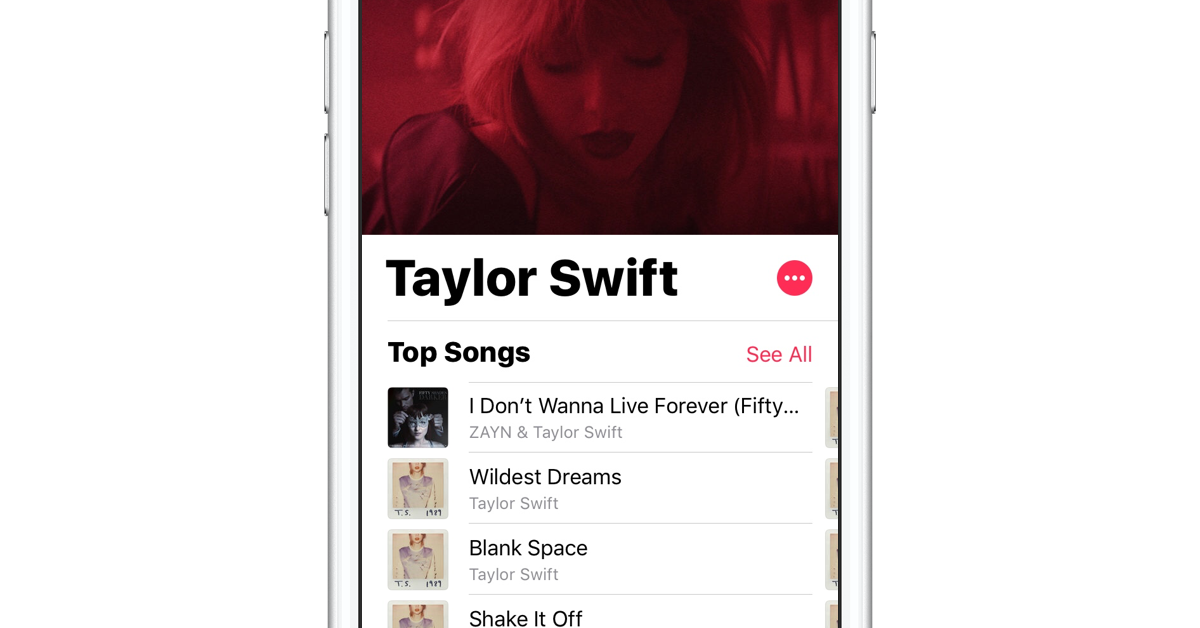 Taylor Swift
Top Songs
See All
I Don’t Wanna Live Forever (Fifty...
ZAYN & Taylor Swift
Wildest Dreams
Taylor Swift
T.S. 1989
Blank Space
Taylor Swift
T.S. 1989
Shake It Off